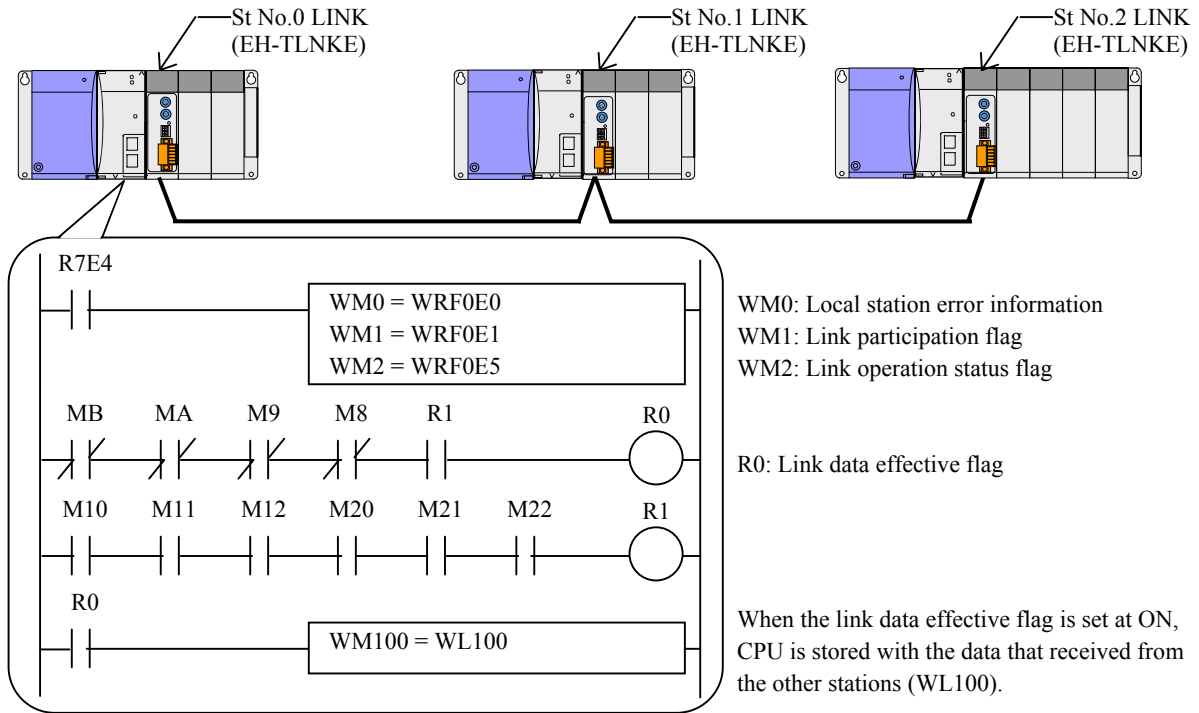 St No.0 LINK
(EH-TLNKE)
St No.1 LINK
(EH-TLNKE)
St No.2 LINK
(EH-TLNKE)
R7E4
WM0 = WRF0E0
WM1 = WRF0E1
WM2 = WRF0E5
WM0: Local station error information
WM1: Link participation flag
WM2: Link operation status flag
MB MA M9 M8 R1 R0
R0: Link data effective flag
M10 M11 M12 M20 M21 M22 R1
R0
WM100 = WL100
When the link data effective flag is set at ON,
CPU is stored with the data that received from
the other stations (WL100).